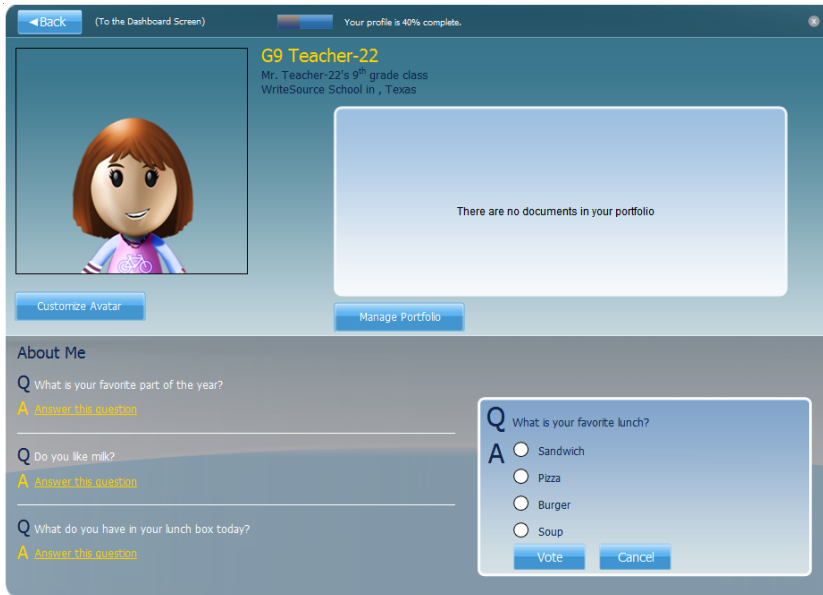 ◄Back (To the Dashboard Screen) Your profile is 40% complete. x
G9 Teacher-22
Mr. Teacher-22's 9th grade class
WriteSource School in , Texas
There are no documents in your portfolio
Customize Avatar
Manage Portfolio
About Me
Q What is your favorite part of the year?
A Answer this question
Q Do you like milk?
A Answer this question
Q What do you have in your lunch box today?
A Answer this question
Q What is your favorite lunch?
A Sandwich
Pizza
Burger
Soup
Vote Cancel